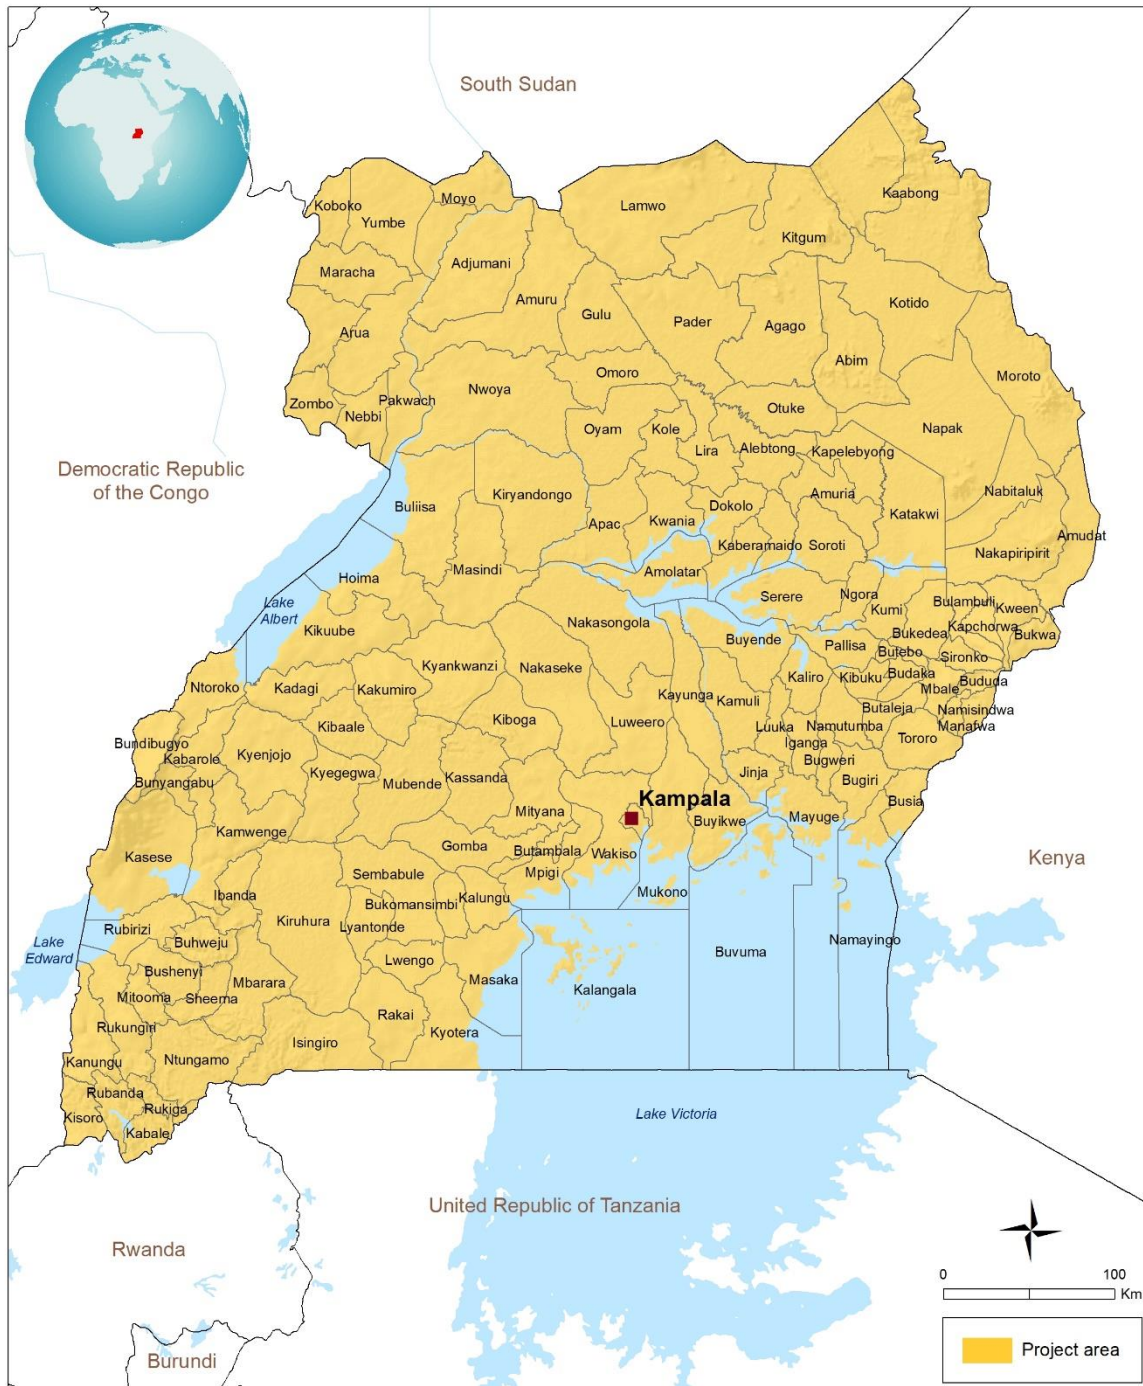 South Sudan
Kaabong
Koboko
Moyo
Lamwo
Yumbe
Kitgum
Maracha
Adjumani
Amuru
Gulu
Kotido
Pader
Agago
Arua
Abim
Omoro
Moroto
Nwoya
Zombo
Nebbi
Pakwach
Otuke
Oyam
Kole
Napak
Lira
Alebtong
Kapelebyong
Democratic Republic
of the Congo
Buliisa
Kiryandongo
Amuria
Nabitaluk
Dokolo
Apac
Kwania
Katakwi
Amudat
Kaberamaido
Soroti
Nakapiripirit
Hoima
Masindi
Amolatar
Lake
Albert
Serere
Ngora
Kumi
Bulambuli
Kween
Nakasongola
Kikuube
Buyende
Bukedea
Kapchorwa
Bukwa
Pallisa
Butebo
Sironko
Kyankwanzi
Nakaseke
Ntoroko
Kadagi
Kakumiro
Kayunga
Kamuli
Kaliro
Kibuku
Budaka
Mbale
Bududa
Butaleja
Namisindwa
Manafwa
Kiboga
Luweero
Kibaale
Luuka
Namutumba
Tororo
Bundibugyo
Kabarole
Kyenjojo
Iganga
Bugweri
Bunyangabu
Kyegegwa
Mubende
Kassanda
Jinja
Bugiri
Kampala
Mityana
Busia
Buyikwe
Mayuge
Kamwenge
Gomba
Butambala
Wakiso
Kasese
Sembabule
Mpigi
Kenya
Ibanda
Bukomansimbi
Kalungu
Mukono
Kiruhura
Lyantonde
Rubirizi
Buhweju
Namayingo
Lake
Edward
Buvuma
Lwengo
Bushenyi
Mbarara
Masaka
Mitooma
Sheema
Kalangala
Rakai
Rukungiri
Kyotera
Isingiro
Kanungu
Ntungamo
Rubanda
Rukiga
Kisoro
Kabale
Lake Victoria
United Republic of Tanzania
Rwanda
0 100
Km
Burundi
Project area